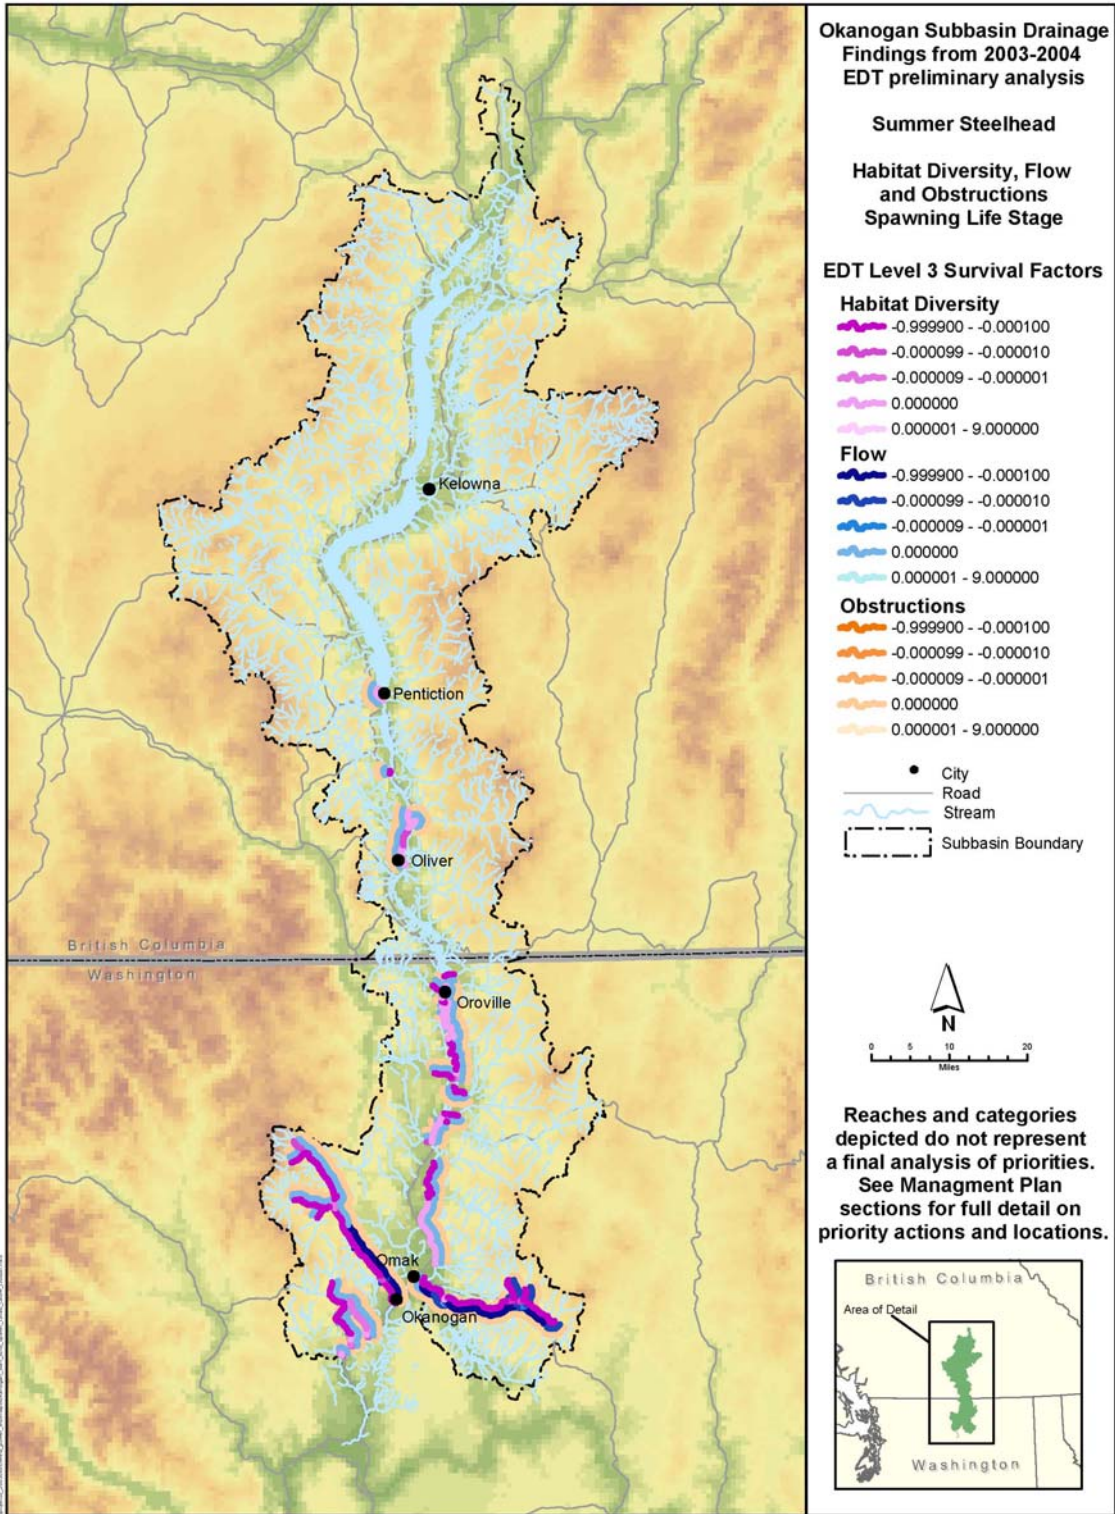 Okanogan Subbasin Drainage
Findings from 2003-2004
EDT preliminary analysis
Summer Steelhead
Habitat Diversity, Flow
and Obstructions
Spawning Life Stage
EDT Level 3 Survival Factors
Habitat Diversity
-0.999900 - -0.000100
-0.000099 - -0.000010
-0.000009 - -0.000001
0.000000
0.000001 - 9.000000
Flow
-0.999900 - -0.000100
-0.000099 - -0.000010
-0.000009 - -0.000001
0.000000
0.000001 - 9.000000
Obstructions
-0.999900 - -0.000100
-0.000099 - -0.000010
-0.000009 - -0.000001
0.000000
0.000001 - 9.000000
City
Road
Stream
Subbasin Boundary
N
0 5 10 20
Miles
Reaches and categories
depicted do not represent
a final analysis of priorities.
See Managment Plan
sections for full detail on
priority actions and locations.
British Columbia
Area of Detail
Washington
Kelowna
Pentiction
Oliver
British Columbia
Washington
Oroville
Omak
Okanogan